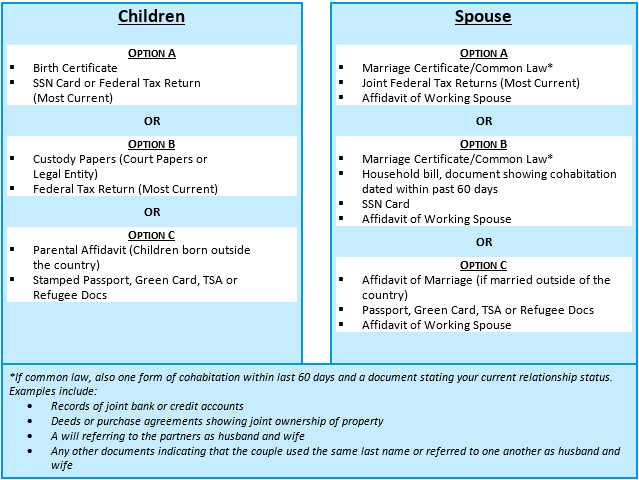 Children
OPTION A
▪ Birth Certificate
▪ SSN Card or Federal Tax Return
(Most Current)
OR
OPTION B
▪ Custody Papers (Court Papers or
Legal Entity)
▪ Federal Tax Return (Most Current)
OR
OPTION C
▪ Parental Affidavit (Children born outside
the country)
▪ Stamped Passport, Green Card, TSA or
Refugee Docs
Spouse
OPTION A
▪ Marriage Certificate/Common Law*
▪ Joint Federal Tax Returns (Most Current)
▪ Affidavit of Working Spouse
OR
OPTION B
▪ Marriage Certificate/Common Law*
▪ Household bill, document showing cohabitation
dated within past 60 days
▪ SSN Card
▪ Affidavit of Working Spouse
OR
OPTION C
▪ Affidavit of Marriage (if married outside of the
country)
▪ Passport, Green Card, TSA or Refugee Docs
▪ Affidavit of Working Spouse
*If common law, also one form of cohabitation within last 60 days and a document stating your current relationship status.
Examples include:
• Records of joint bank or credit accounts
• Deeds or purchase agreements showing joint ownership of property
• A will referring to the partners as husband and wife
• Any other documents indicating that the couple used the same last name or referred to one another as husband and
wife